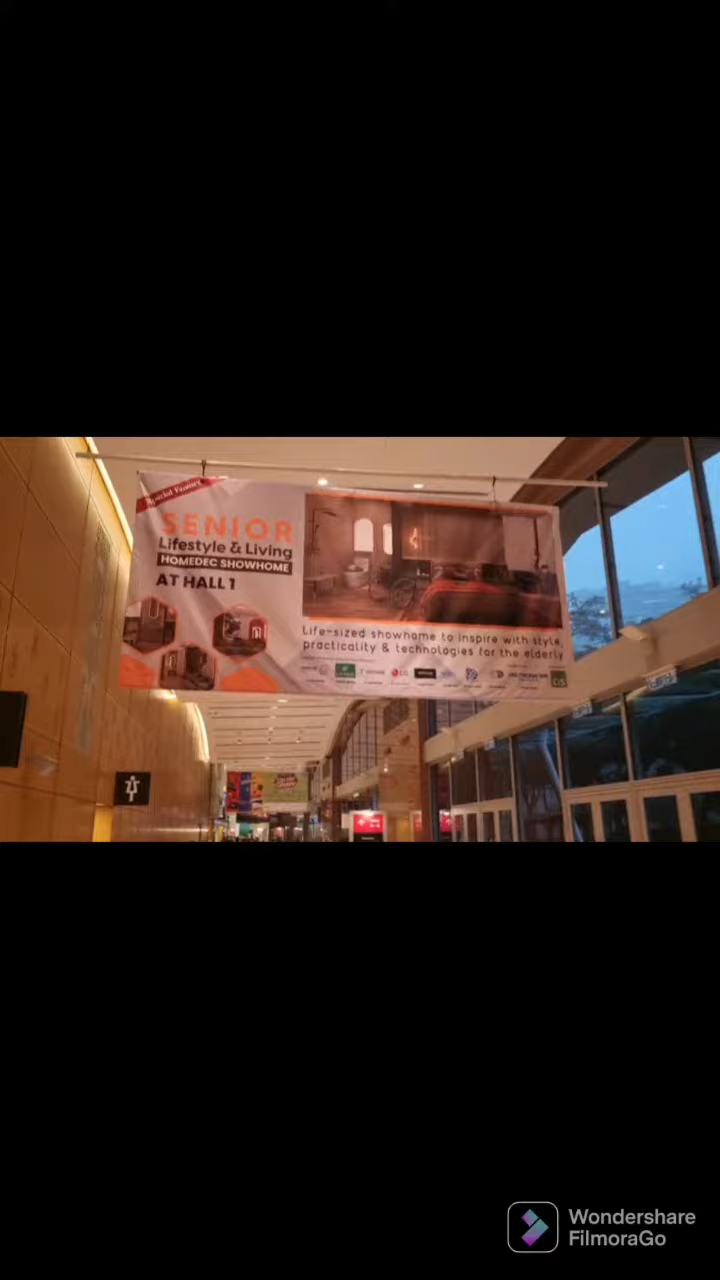 Special Feature
SENIOR
Lifestyle & Living
HOMEDEC SHOWHOME
AT HALL 1
Life-sized showhome to inspire with style,
practicality & technologies for the elderly
LG
Wondershare
FilmoraGo